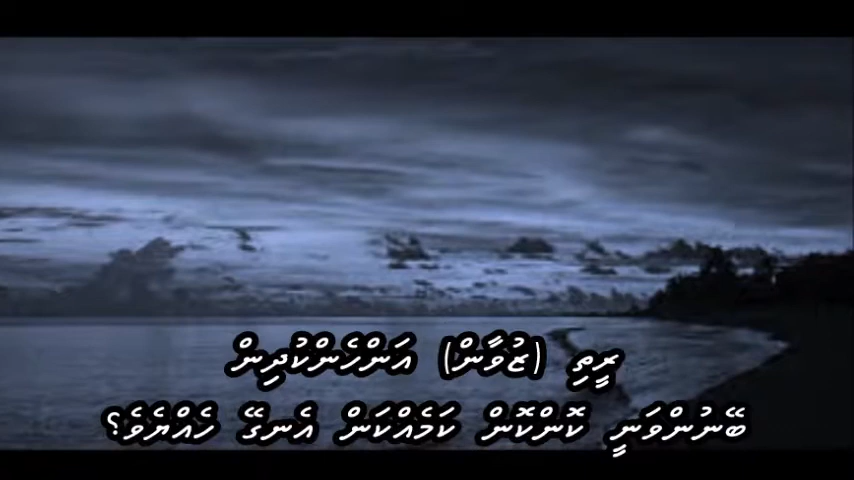 ރީތި (ޒުވާން) އަންހެންކުދިން
ބޭނުންވަނީ ކޮންކޮން ކަމެއްކަން އެނގޭ ހެއްޔެވެ؟